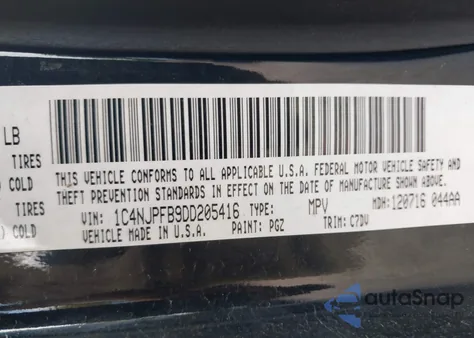 LB
TIRES
COLD
TIRES
) COLD
THIS VEHICLE CONFORMS TO ALL APPLICABLE U.S.A. FEDERAL MOTOR VEHICLE SAFETY AND
THEFT PREVENTION STANDARDS IN EFFECT ON THE DATE OF MANUFACTURE SHOWN ABOVE.
VIN: 1C4NJPFB9DD205416 TYPE: MPV MDH: 120716 044AA
VEHICLE MADE IN U.S.A. PAINT: PGZ TRIM: C7DV
autoSnap